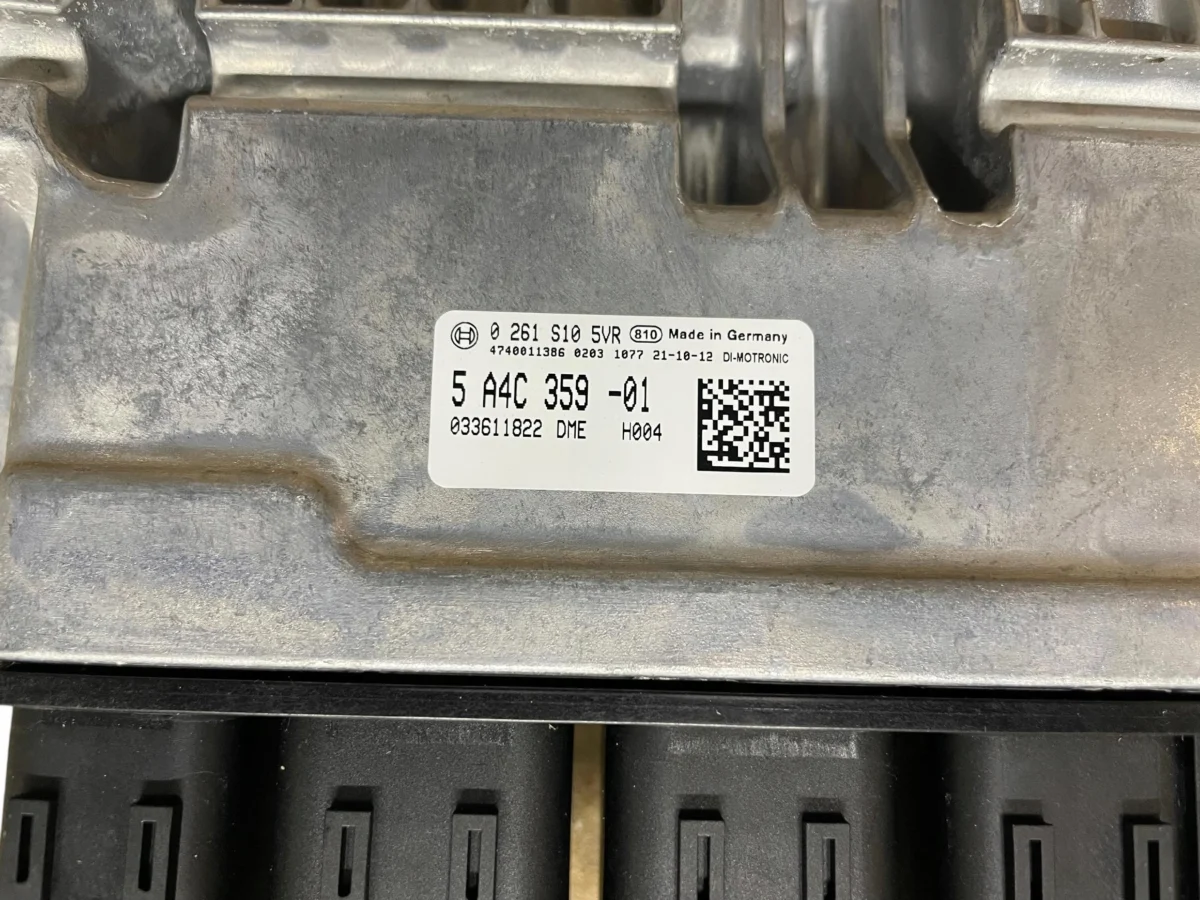 0 261 S10 5VR 810 Made in Germany
4740011386 0203 1077 21-10-12 DI-MOTRONIC
5 A4C 359 -01
033611822 DME H004